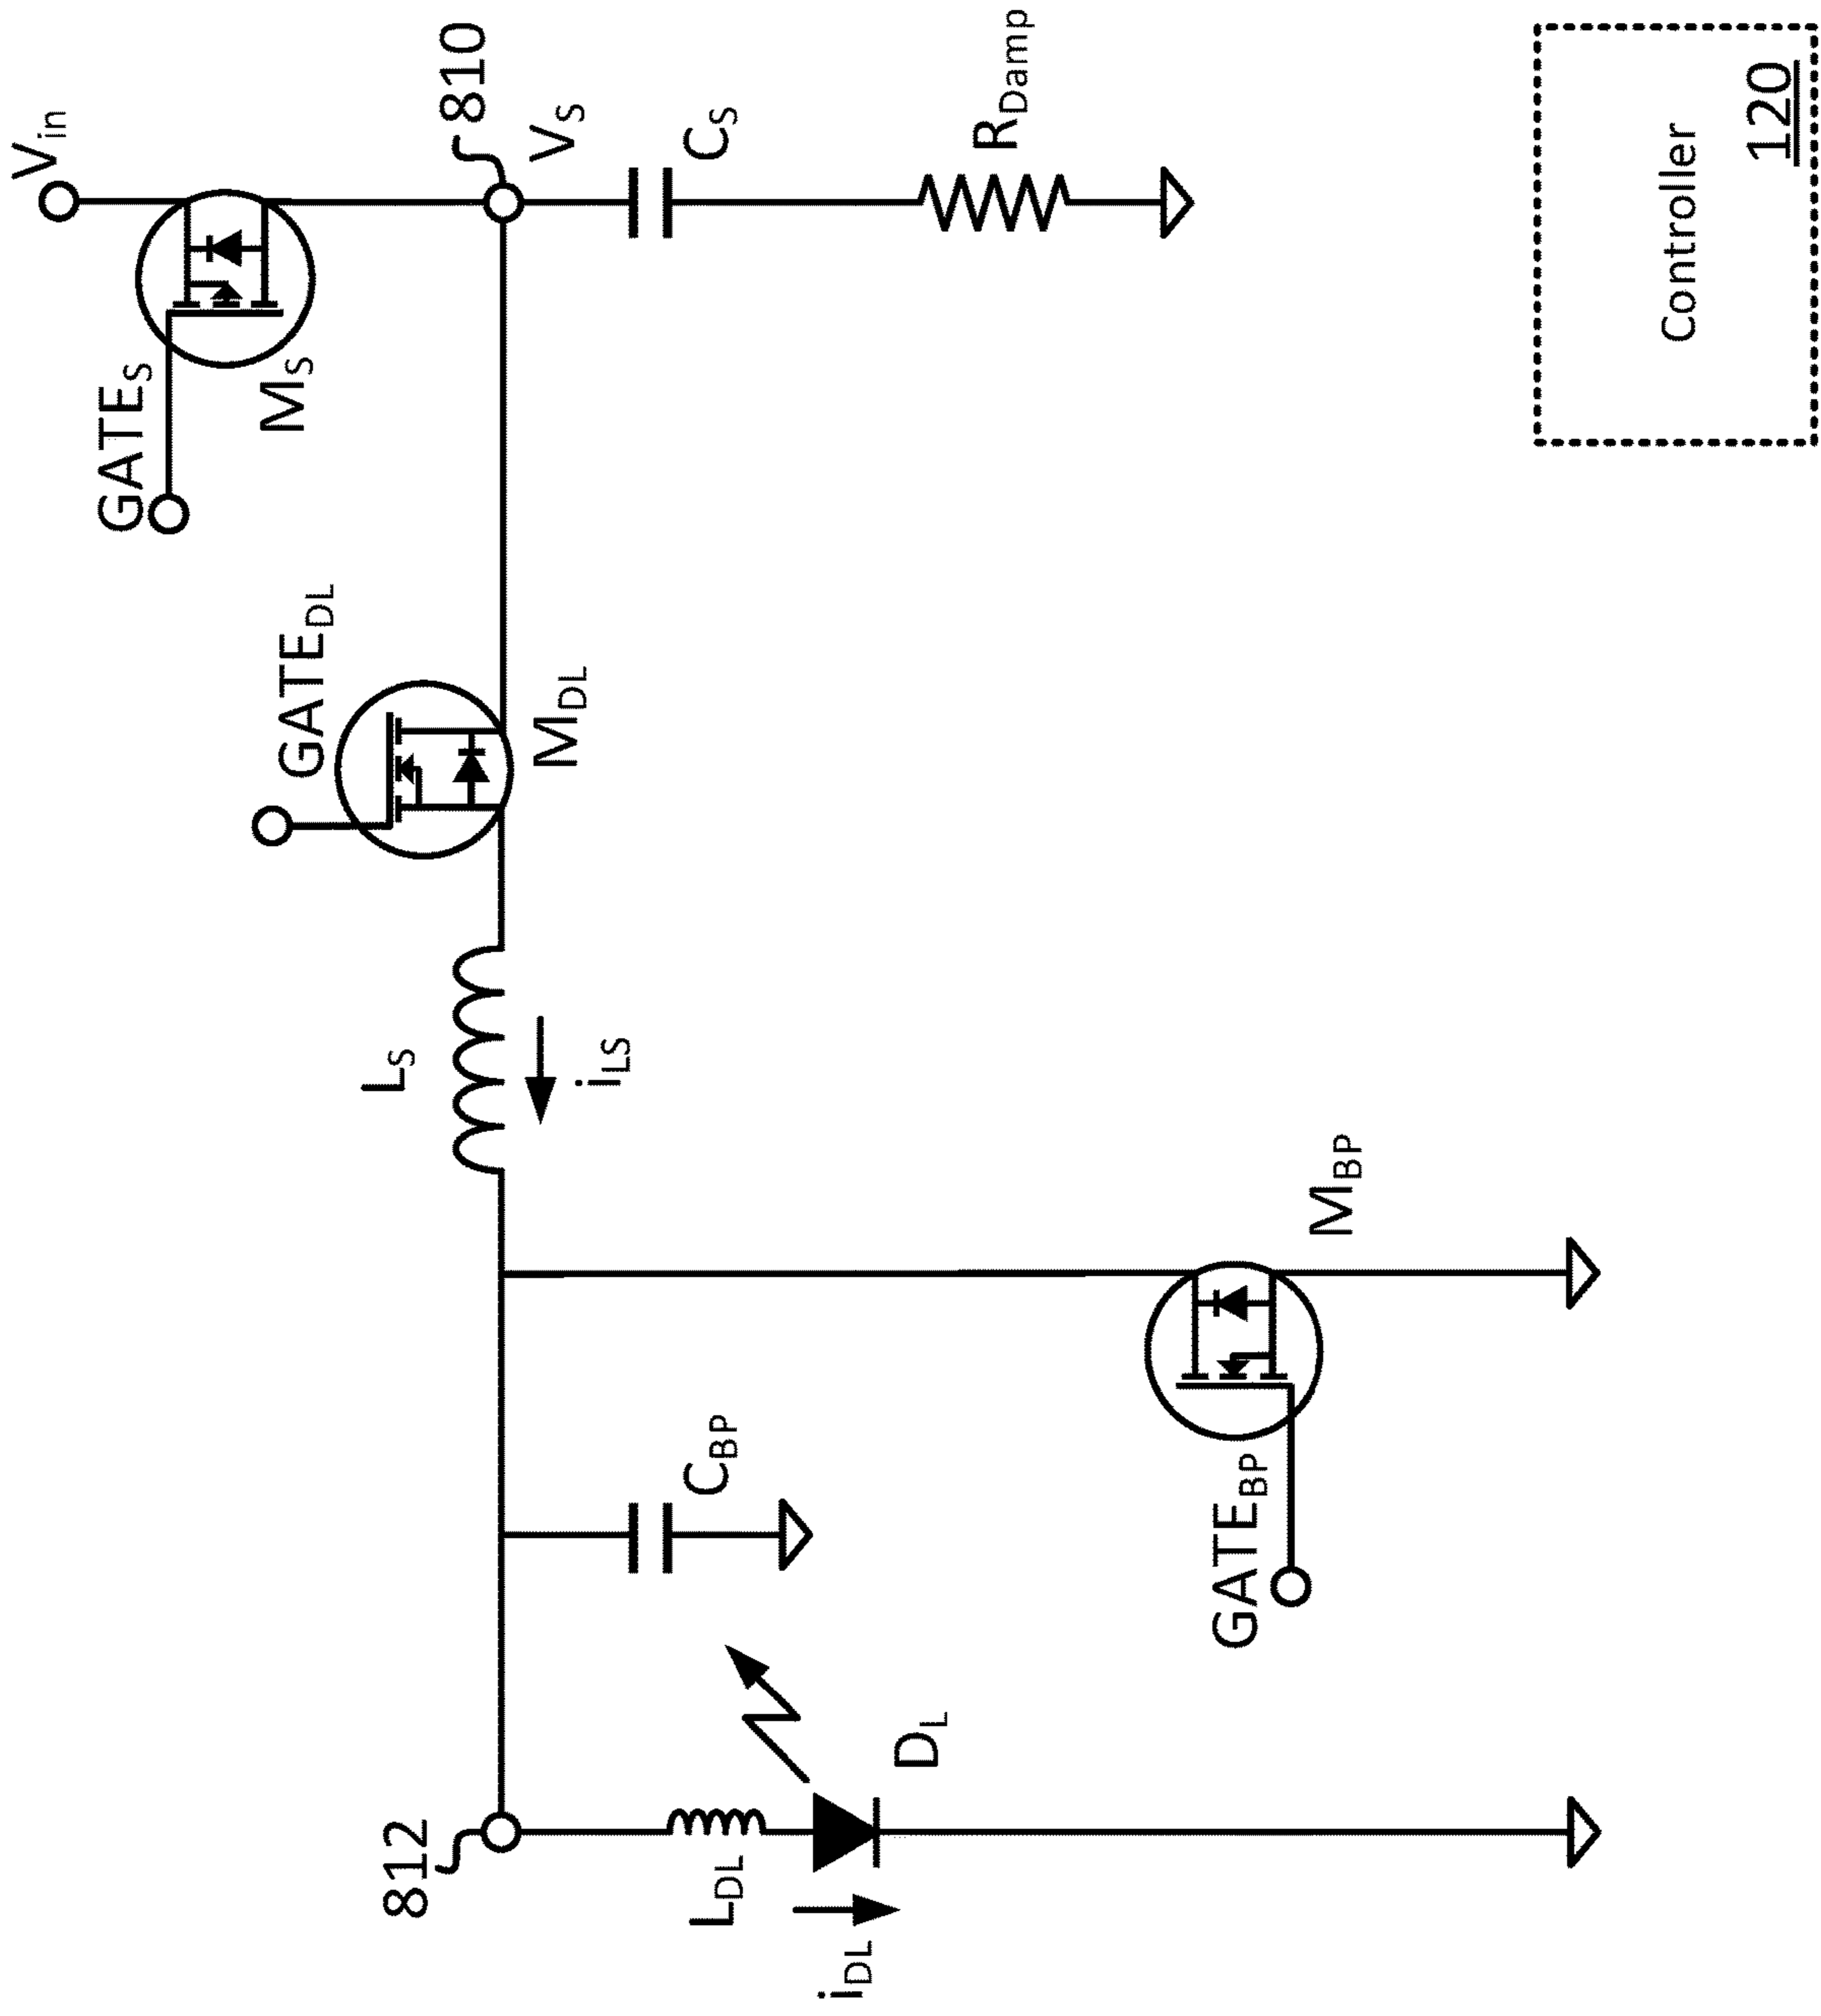 V_in
GATE_S
M_S
810
V_S
C_S
R_Damp
GATE_DL
M_DL
L_S
i_LS
M_BP
GATE_BP
C_BP
812
L_DL
D_L
i_DL
Controller
120